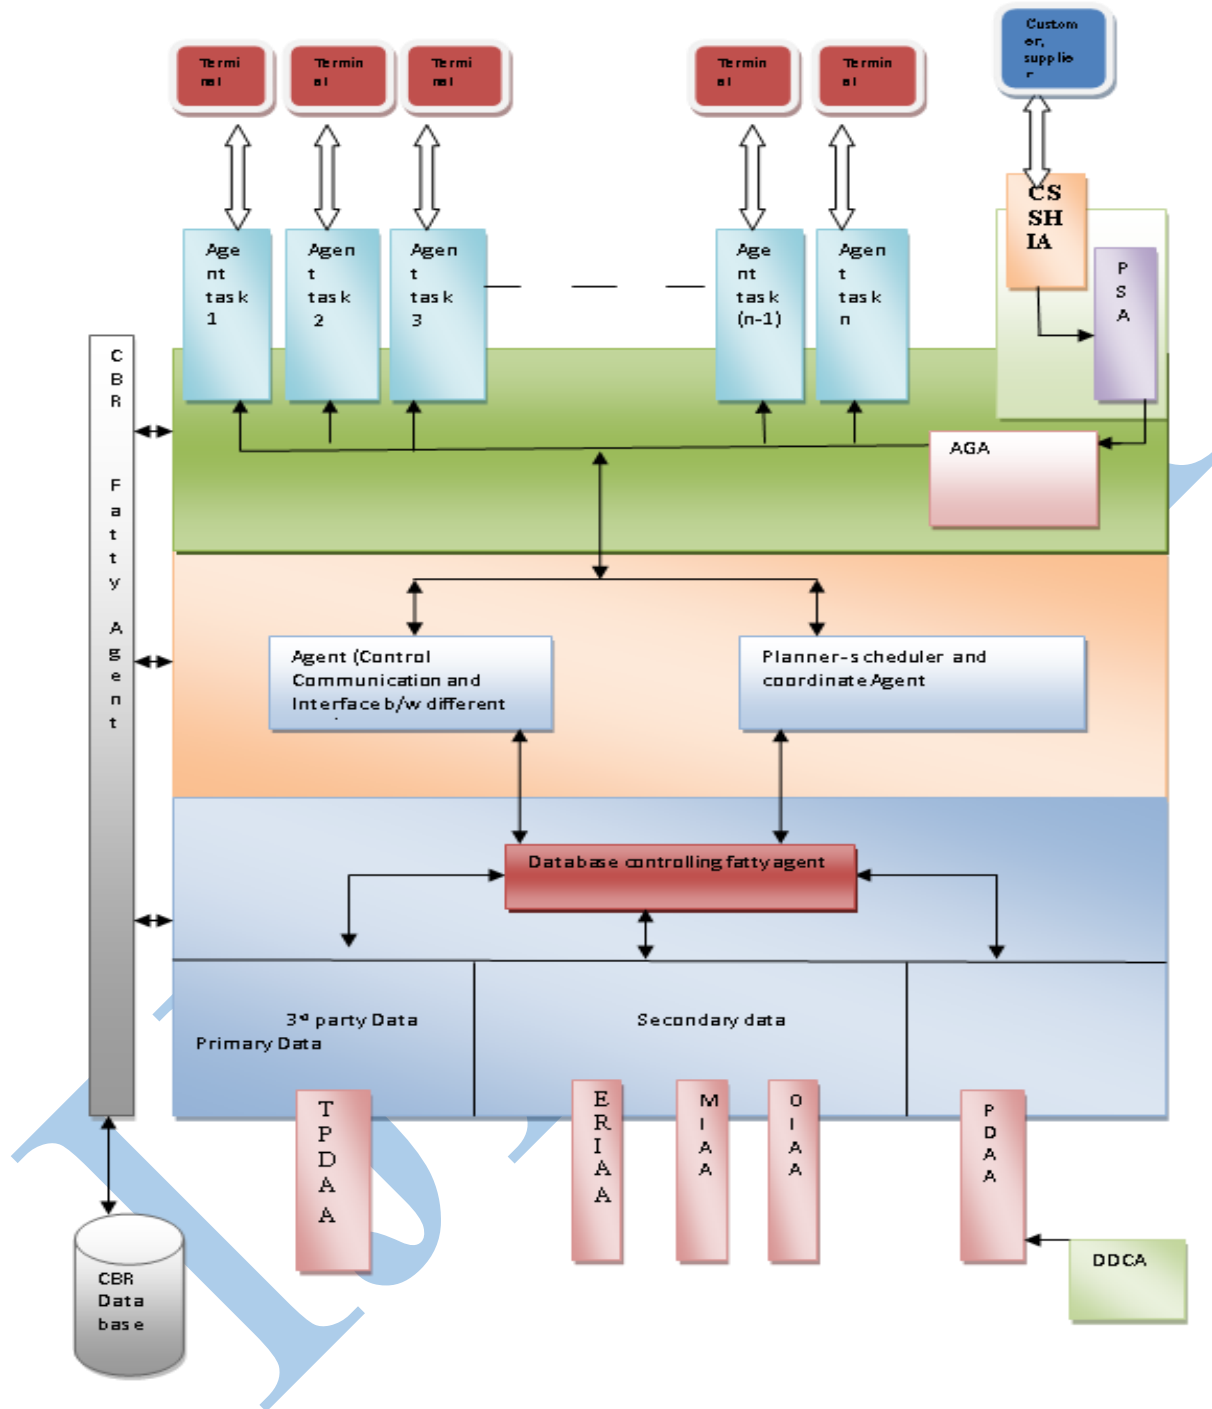 Termi
nal
Termin
al
Termin
al
Termin
al
Termin
al
Custom
er,
supplie
r
Age
nt
task
1
Agen
t
task
2
Agen
t
task
3
Age
nt
task
(n-1)
Agen
t
task
n
CS
SH
IA
P
S
A
C
B
R
F
a
t
t
y
A
g
e
n
t
AGA
Agent (Control
Communication and
Interface b/w different
Planner-scheduler and
coordinate Agent
Database controlling fatty agent
3rd party Data
Secondary data
Primary Data
T
P
D
A
A
E
R
I
A
A
M
I
A
A
O
I
A
A
P
D
A
A
DDCA
CBR
Data
base